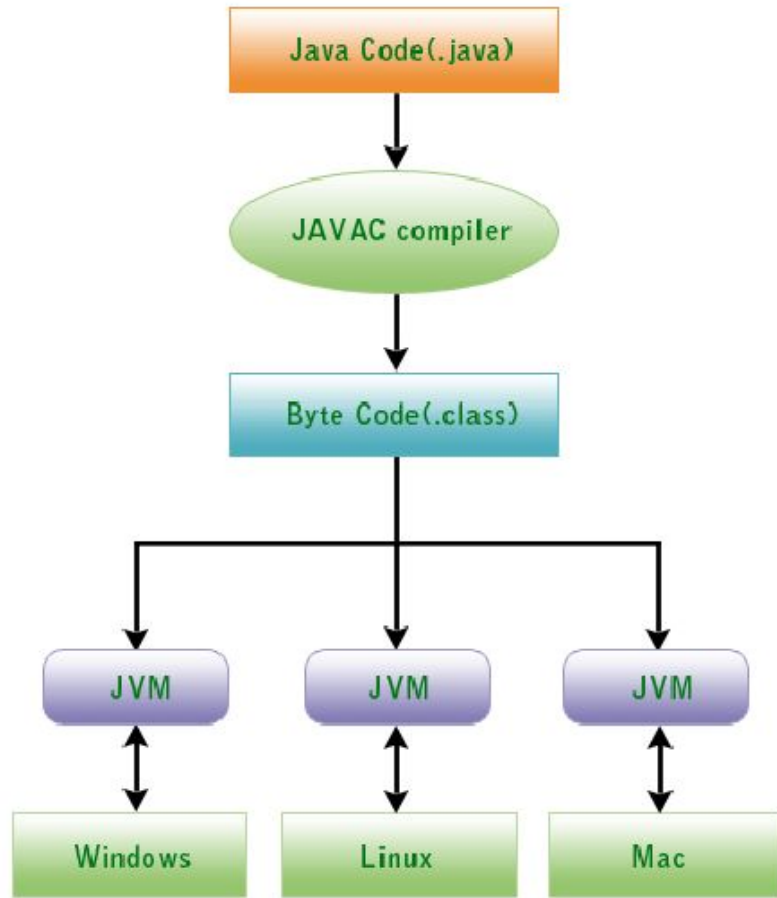 Java Code(.java)
JAVAC compiler
Byte Code(.class)
JVM
JVM
JVM
Windows
Linux
Mac